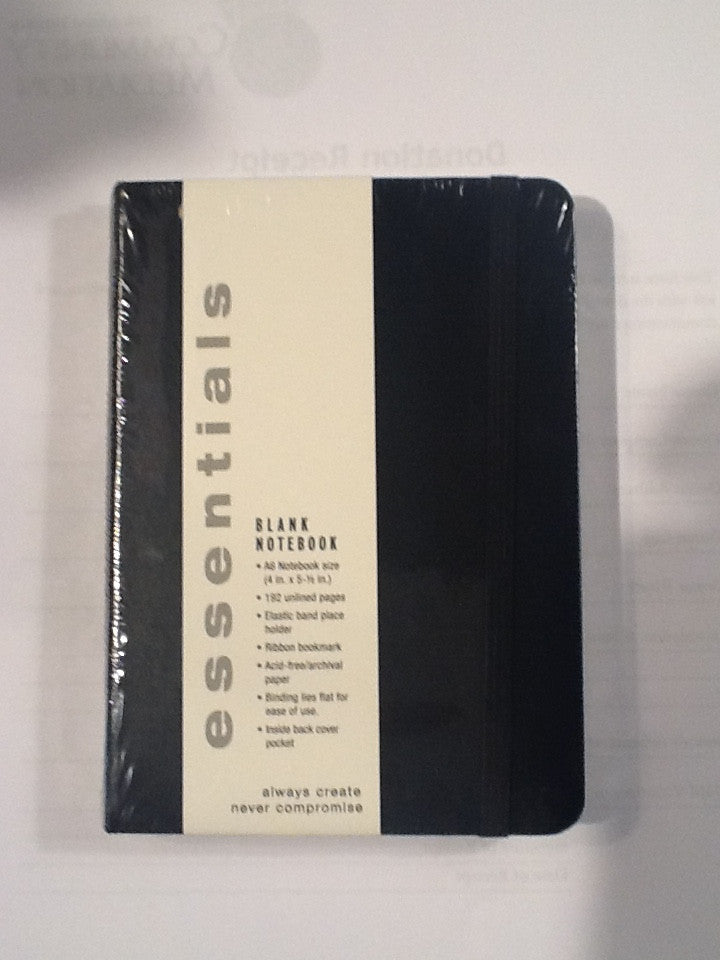 essentials
BLANK
NOTEBOOK
• A6 Notebook size
(4 in. x 5-½ in.)
• 192 unlined pages
• Elastic band place
holder
• Ribbon bookmark
• Acid-free/archival
paper
• Binding lies flat for
ease of use.
• Inside back cover
pocket
always create
never compromise
Donation Receipt